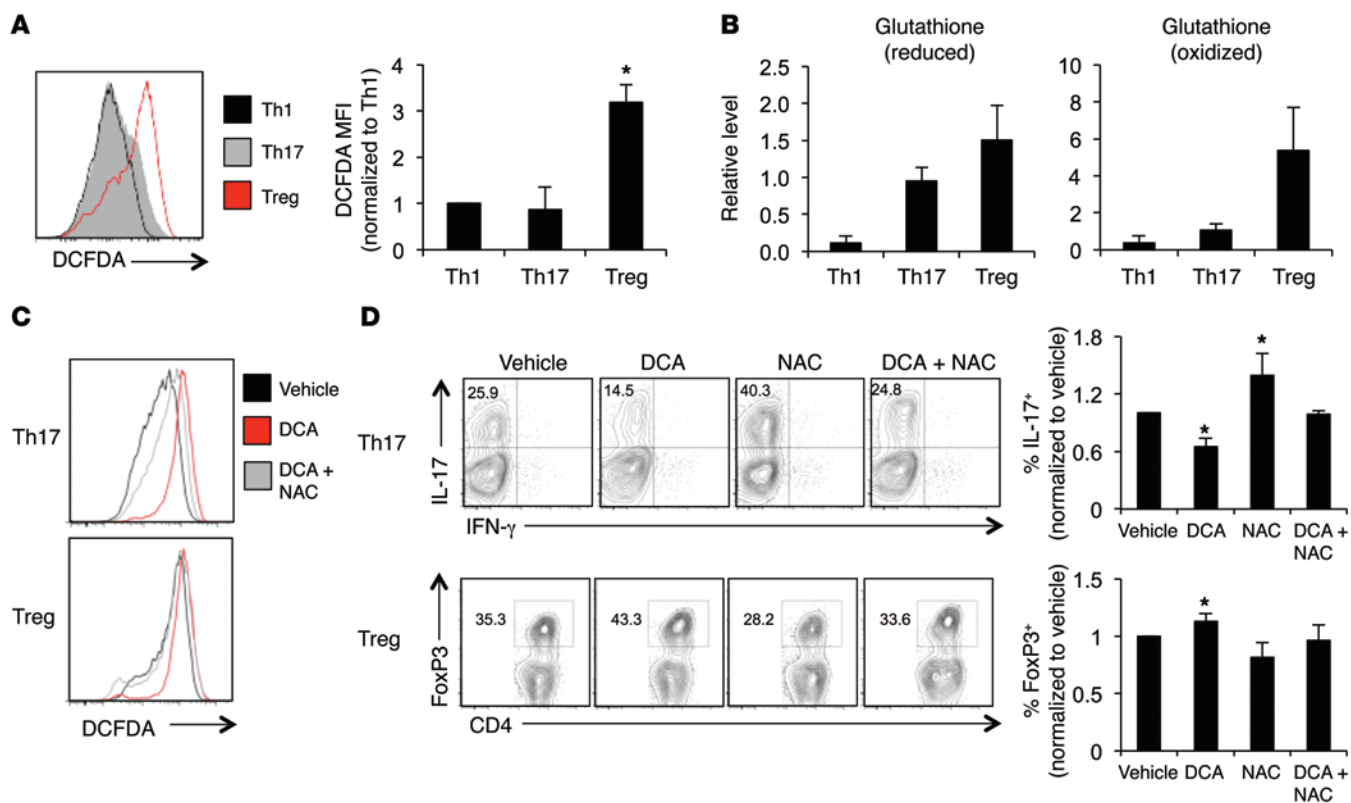 A
Th1
Th17
Treg
DCFDA
DCFDA MFI
(normalized to Th1)
4
3
2
1
0
*
Th1 Th17 Treg
B
Glutathione
(reduced)
Relative level
2.5
2.0
1.5
1.0
0.5
0.0
Th1 Th17 Treg
Glutathione
(oxidized)
10
8
6
4
2
0
Th1 Th17 Treg
C
Th17
Treg
DCFDA
Vehicle
DCA
DCA +
NAC
D
Vehicle DCA NAC DCA + NAC
Th17
IL-17
25.9 14.5 40.3 24.8
IFN-γ
% IL-17+
(normalized to vehicle)
1.8
1.2
0.6
0
* *
Vehicle DCA NAC DCA +
NAC
Treg
FoxP3
35.3 43.3 28.2 33.6
CD4
% FoxP3+
(normalized to vehicle)
1.5
1
0.5
0
*
Vehicle DCA NAC DCA +
NAC